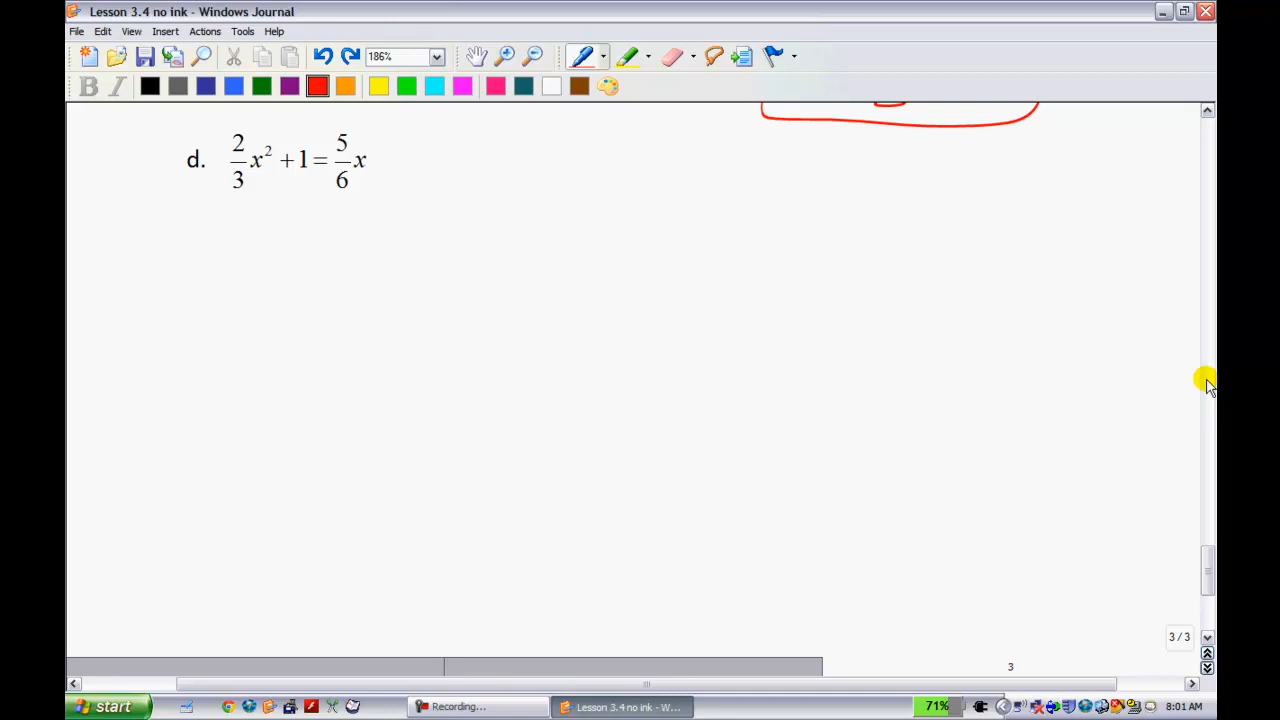 Lesson 3.4 no ink - Windows Journal
File Edit View Insert Actions Tools Help
186%
B I
d. 2/3 x² + 1 = 5/6 x
3 / 3
3
start Recording... Lesson 3.4 no ink - W... 71% 8:01 AM